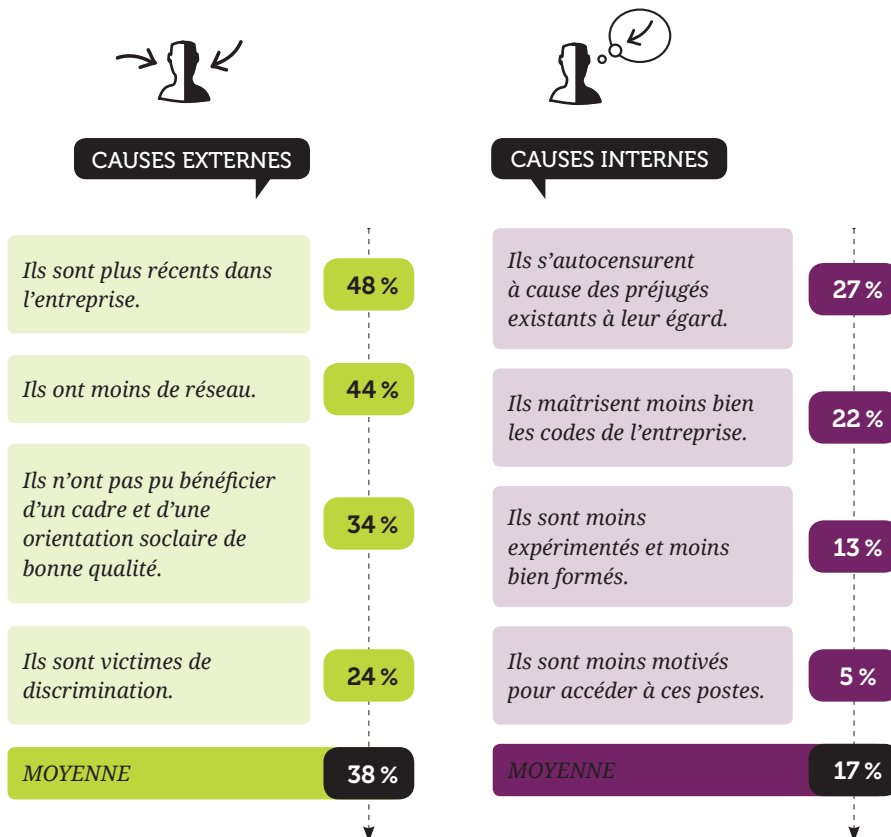 CAUSES EXTERNES
Ils sont plus récents dans
l’entreprise.
48 %
Ils ont moins de réseau.
44 %
Ils n’ont pas pu bénéficier
d’un cadre et d’une
orientation soclaire de
bonne qualité.
34 %
Ils sont victimes de
discrimination.
24 %
MOYENNE
38 %
CAUSES INTERNES
Ils s’autocensurent
à cause des préjugés
existants à leur égard.
27 %
Ils maîtrisent moins bien
les codes de l’entreprise.
22 %
Ils sont moins
expérimentés et moins
bien formés.
13 %
Ils sont moins motivés
pour accéder à ces postes.
5 %
MOYENNE
17 %